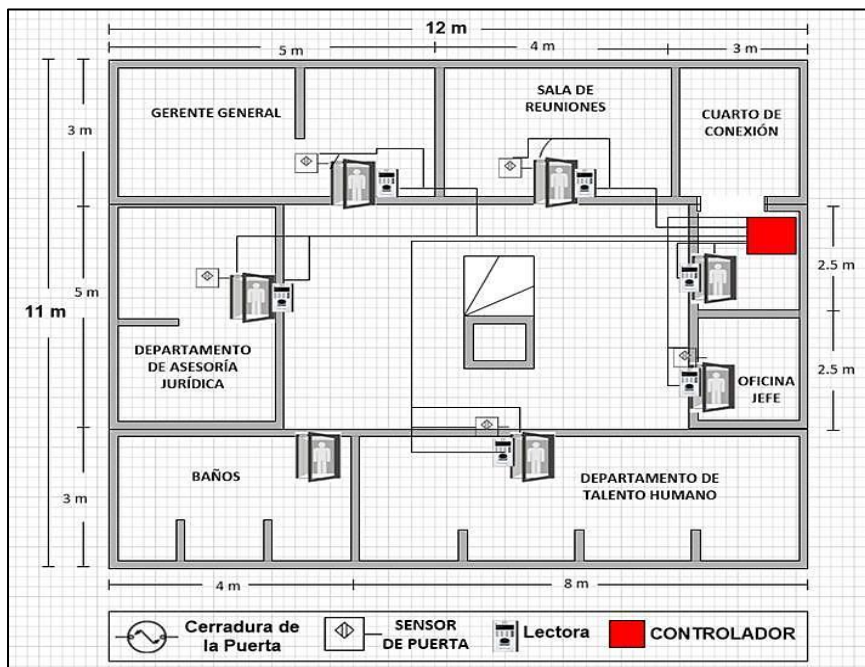 12 m
5 m
4 m
3 m
GERENTE GENERAL
SALA DE
REUNIONES
CUARTO DE
CONEXIÓN
3 m
5 m
11 m
2.5 m
DEPARTAMENTO
DE ASESORÍA
JURÍDICA
OFICINA
JEFE
2.5 m
BAÑOS
DEPARTAMENTO DE
TALENTO HUMANO
3 m
4 m
8 m
Cerradura de
la Puerta
SENSOR
DE PUERTA
Lectora
CONTROLADOR